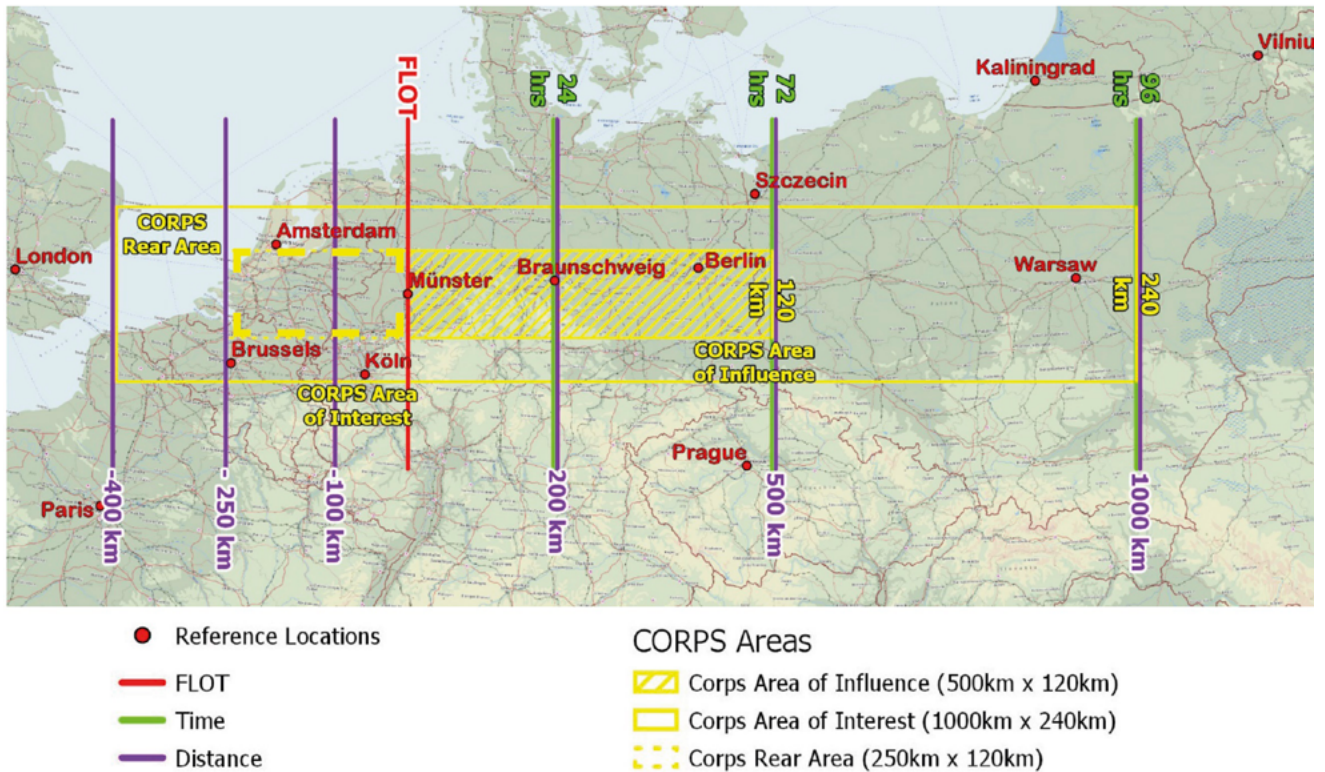 FLOT
24
hrs
72
hrs
96
hrs
Vilniu
Kaliningrad
Szczecin
CORPS
Rear Area
Amsterdam
London
Münster
Braunschweig
Berlin
Warsaw
120
km
240
km
Brussels
Köln
CORPS Area
of Influence
CORPS Area
of Interest
Prague
Paris
-400 km
- 250 km
-100 km
200 km
500 km
1000 km
Reference Locations
FLOT
Time
Distance
CORPS Areas
Corps Area of Influence (500km x 120km)
Corps Area of Interest (1000km x 240km)
Corps Rear Area (250km x 120km)